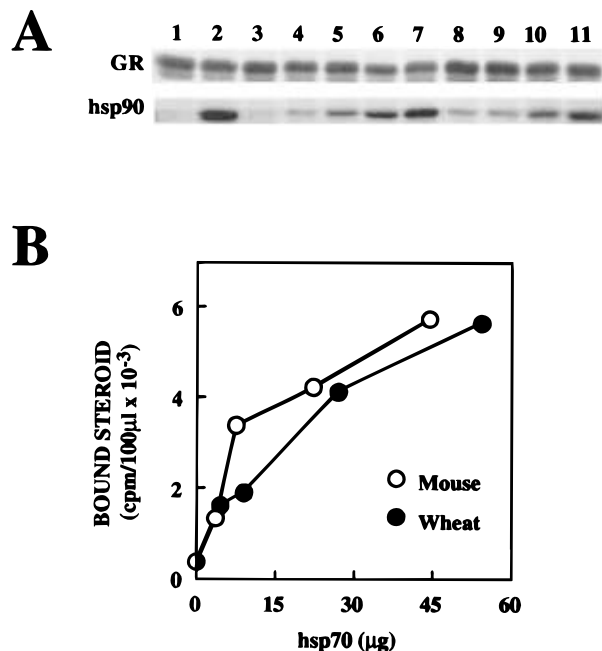 A
1 2 3 4 5 6 7 8 9 10 11
GR
hsp90
B
BOUND STEROID
(cpm/100µl x 10-3)
6
4
2
0
Mouse
Wheat
0 15 30 45 60
hsp70 (µg)